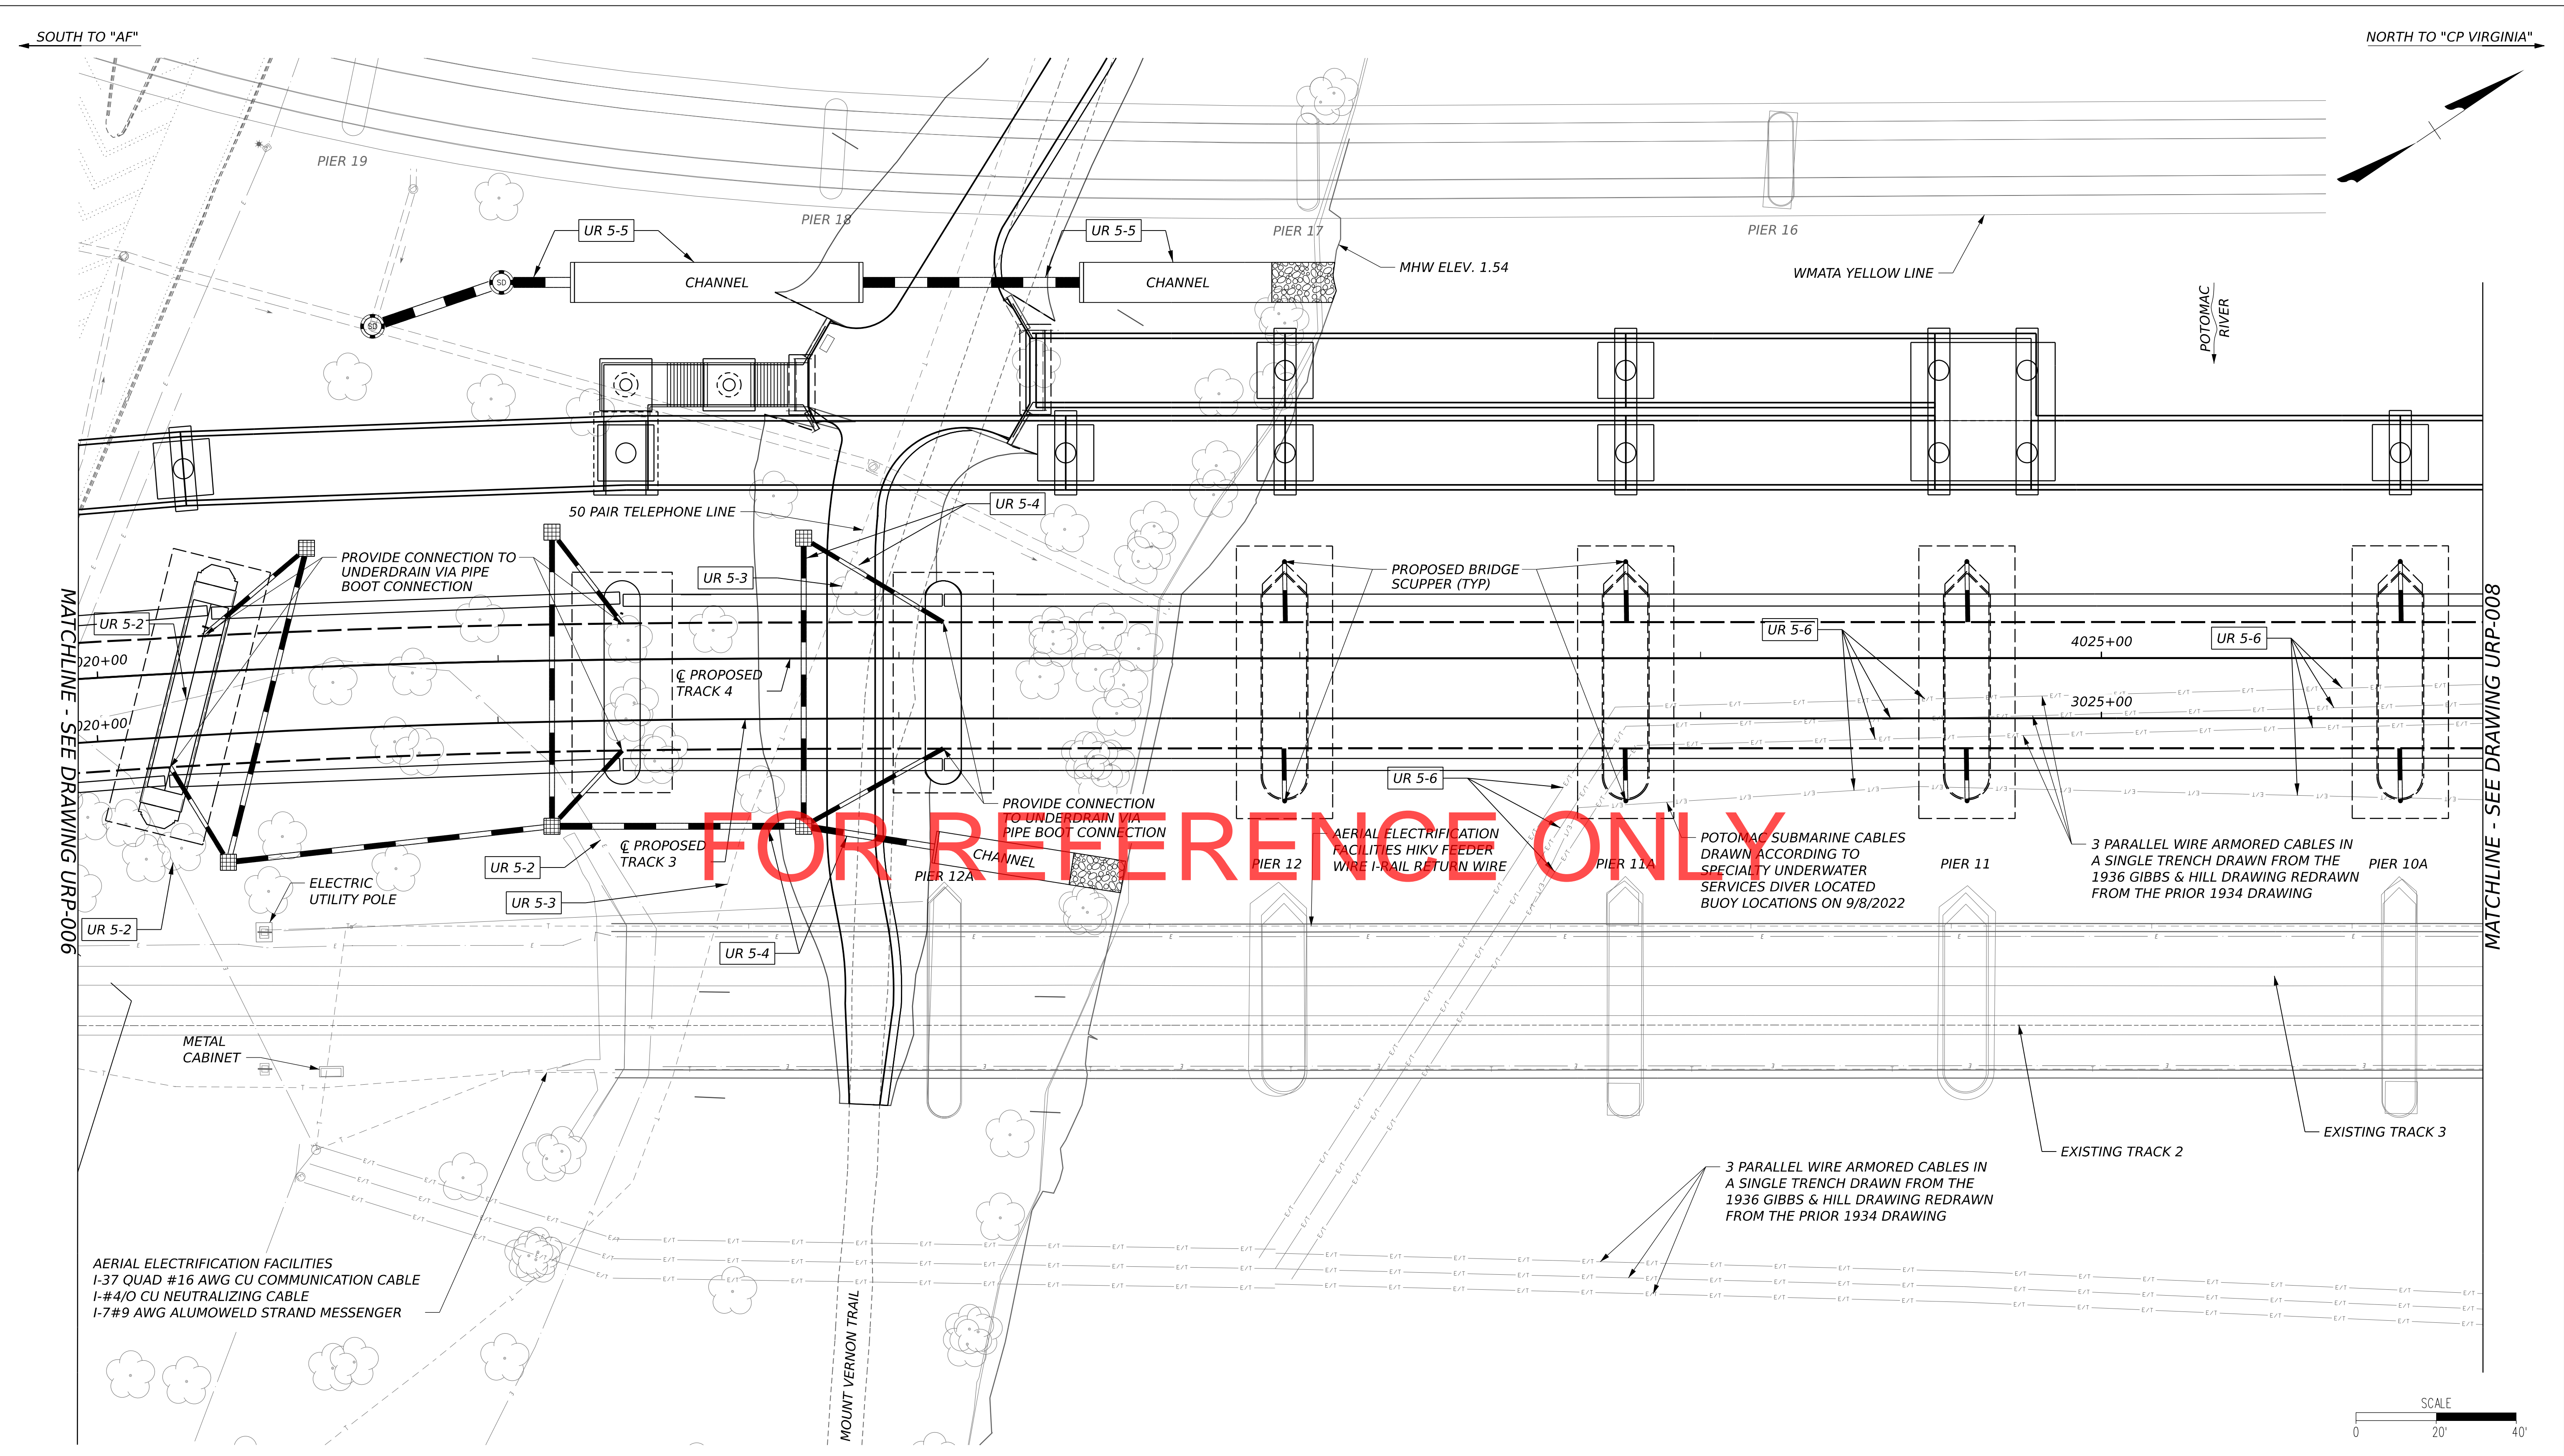 SOUTH TO "AF"
NORTH TO "CP VIRGINIA"
PIER 19
PIER 18
PIER 17
PIER 16
UR 5-5
UR 5-5
CHANNEL
CHANNEL
SD
SD
MHW ELEV. 1.54
WMATA YELLOW LINE
POTOMAC
RIVER
50 PAIR TELEPHONE LINE
UR 5-4
PROVIDE CONNECTION TO
UNDERDRAIN VIA PIPE
BOOT CONNECTION
UR 5-3
PROPOSED BRIDGE
SCUPPER (TYP)
UR 5-2
UR 5-6
UR 5-6
MATCHLINE - SEE DRAWING URP-006
MATCHLINE - SEE DRAWING URP-008
020+00
4025+00
℄ PROPOSED
TRACK 4
020+00
3025+00
UR 5-6
PROVIDE CONNECTION
TO UNDERDRAIN VIA
PIPE BOOT CONNECTION
FOR REFERENCE ONLY
℄ PROPOSED
TRACK 3
CHANNEL
AERIAL ELECTRIFICATION
FACILITIES HIKV FEEDER
WIRE I-RAIL RETURN WIRE
POTOMAC SUBMARINE CABLES
DRAWN ACCORDING TO
SPECIALTY UNDERWATER
SERVICES DIVER LOCATED
BUOY LOCATIONS ON 9/8/2022
3 PARALLEL WIRE ARMORED CABLES IN
A SINGLE TRENCH DRAWN FROM THE
1936 GIBBS & HILL DRAWING REDRAWN
FROM THE PRIOR 1934 DRAWING
PIER 12A
PIER 12
PIER 11A
PIER 11
PIER 10A
UR 5-2
ELECTRIC
UTILITY POLE
UR 5-3
UR 5-2
UR 5-4
METAL
CABINET
EXISTING TRACK 3
EXISTING TRACK 2
3 PARALLEL WIRE ARMORED CABLES IN
A SINGLE TRENCH DRAWN FROM THE
1936 GIBBS & HILL DRAWING REDRAWN
FROM THE PRIOR 1934 DRAWING
AERIAL ELECTRIFICATION FACILITIES
I-37 QUAD #16 AWG CU COMMUNICATION CABLE
I-#4/O CU NEUTRALIZING CABLE
I-7#9 AWG ALUMOWELD STRAND MESSENGER
MOUNT VERNON TRAIL
SCALE
0 20' 40'